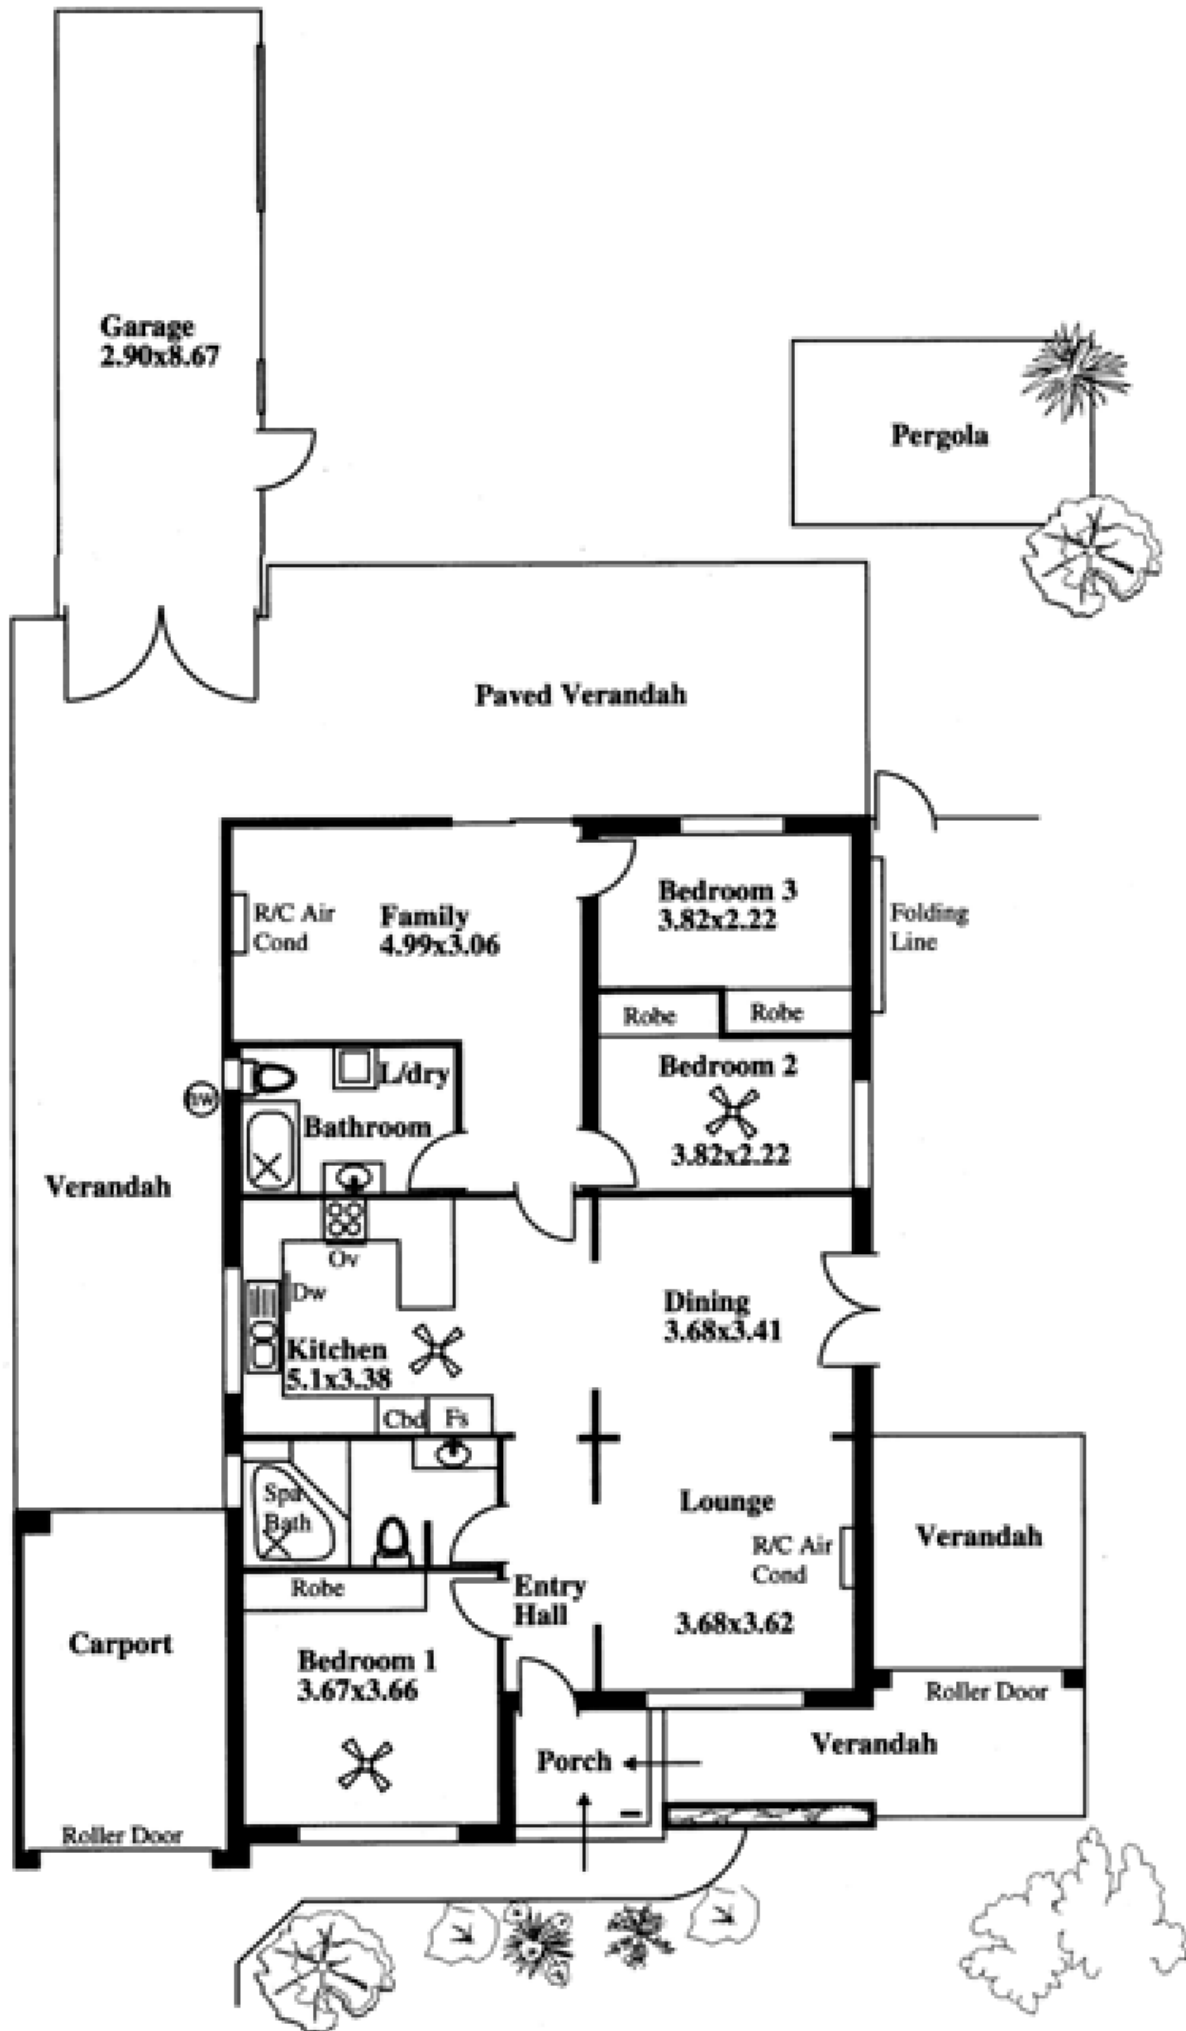 Garage
2.90x8.67
Pergola
Paved Verandah
R/C Air
Cond
Family
4.99x3.06
Bedroom 3
3.82x2.22
Folding
Line
Robe
Robe
L/dry
Bathroom
Bedroom 2
3.82x2.22
Verandah
Ov
Dw
Kitchen
5.1x3.38
Cbd
Fs
Dining
3.68x3.41
Spa
Bath
Lounge
R/C Air
Cond
3.68x3.62
Verandah
Robe
Entry
Hall
Carport
Bedroom 1
3.67x3.66
Roller Door
Porch
Verandah
Roller Door